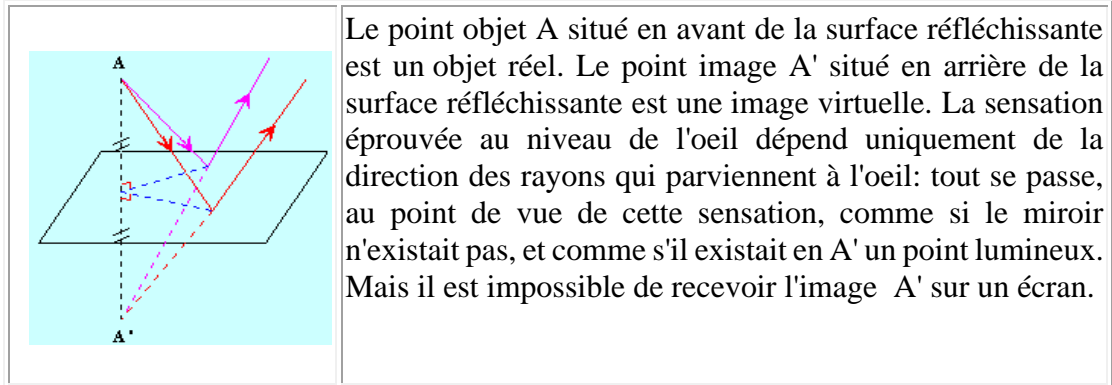 A
A'
Le point objet A situé en avant de la surface réfléchissante
est un objet réel. Le point image A' situé en arrière de la
surface réfléchissante est une image virtuelle. La sensation
éprouvée au niveau de l'oeil dépend uniquement de la
direction des rayons qui parviennent à l'oeil: tout se passe,
au point de vue de cette sensation, comme si le miroir
n'existait pas, et comme s'il existait en A' un point lumineux.
Mais il est impossible de recevoir l'image A' sur un écran.